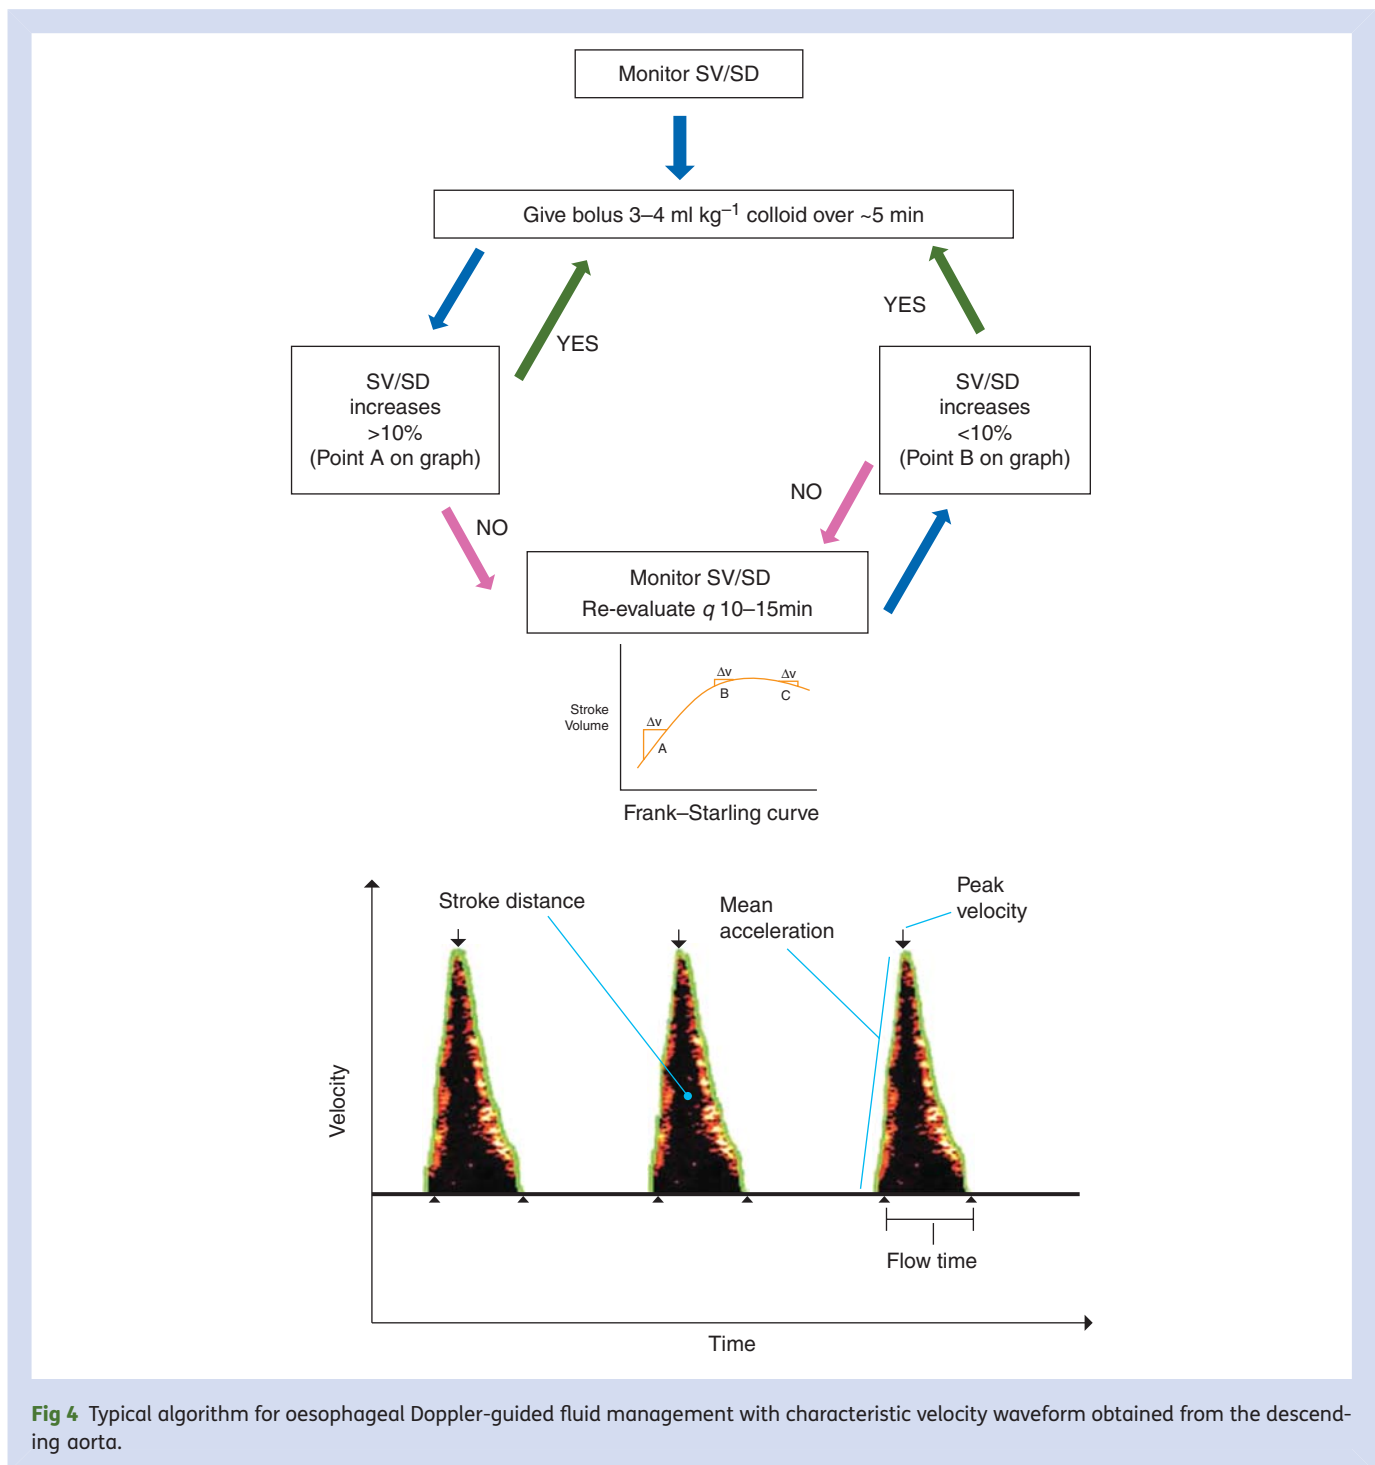 Monitor SV/SD
Give bolus 3–4 ml kg⁻¹ colloid over ~5 min
YES
YES
SV/SD
increases
>10%
(Point A on graph)
SV/SD
increases
<10%
(Point B on graph)
NO
NO
Monitor SV/SD
Re-evaluate q 10–15min
Δv
Δv
B
C
Stroke
Volume
Δv
A
Frank–Starling curve
Stroke distance
Mean
acceleration
Peak
velocity
Velocity
Flow time
Time
Fig 4 Typical algorithm for oesophageal Doppler-guided fluid management with characteristic velocity waveform obtained from the descend-
ing aorta.